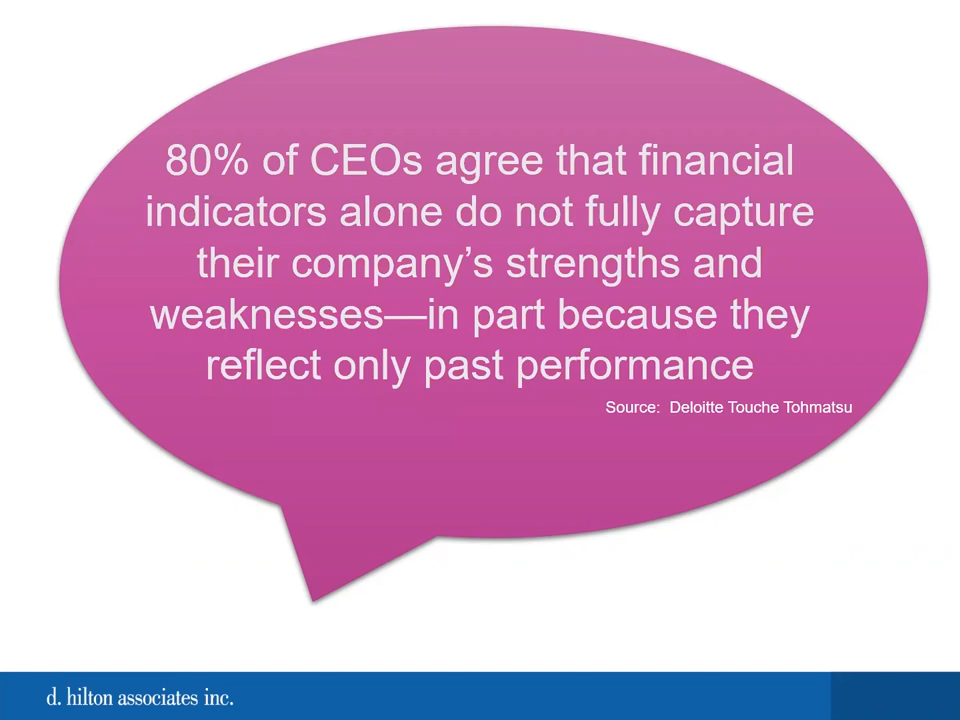 80% of CEOs agree that financial
indicators alone do not fully capture
their company’s strengths and
weaknesses—in part because they
reflect only past performance
Source:  Deloitte Touche Tohmatsu
d. hilton associates inc.